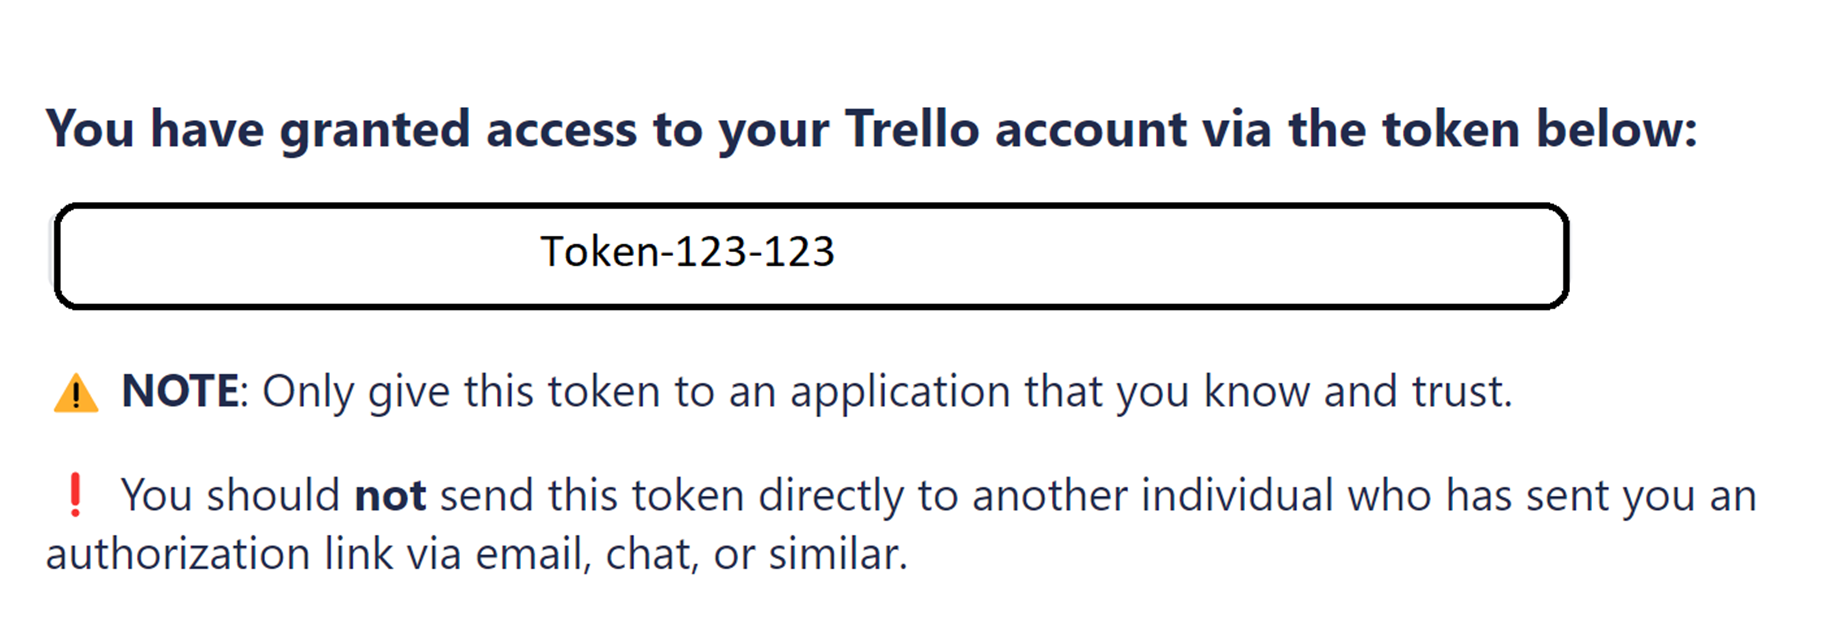 You have granted access to your Trello account via the token below:
Token-123-123
⚠️ NOTE: Only give this token to an application that you know and trust.
❗ You should not send this token directly to another individual who has sent you an
authorization link via email, chat, or similar.